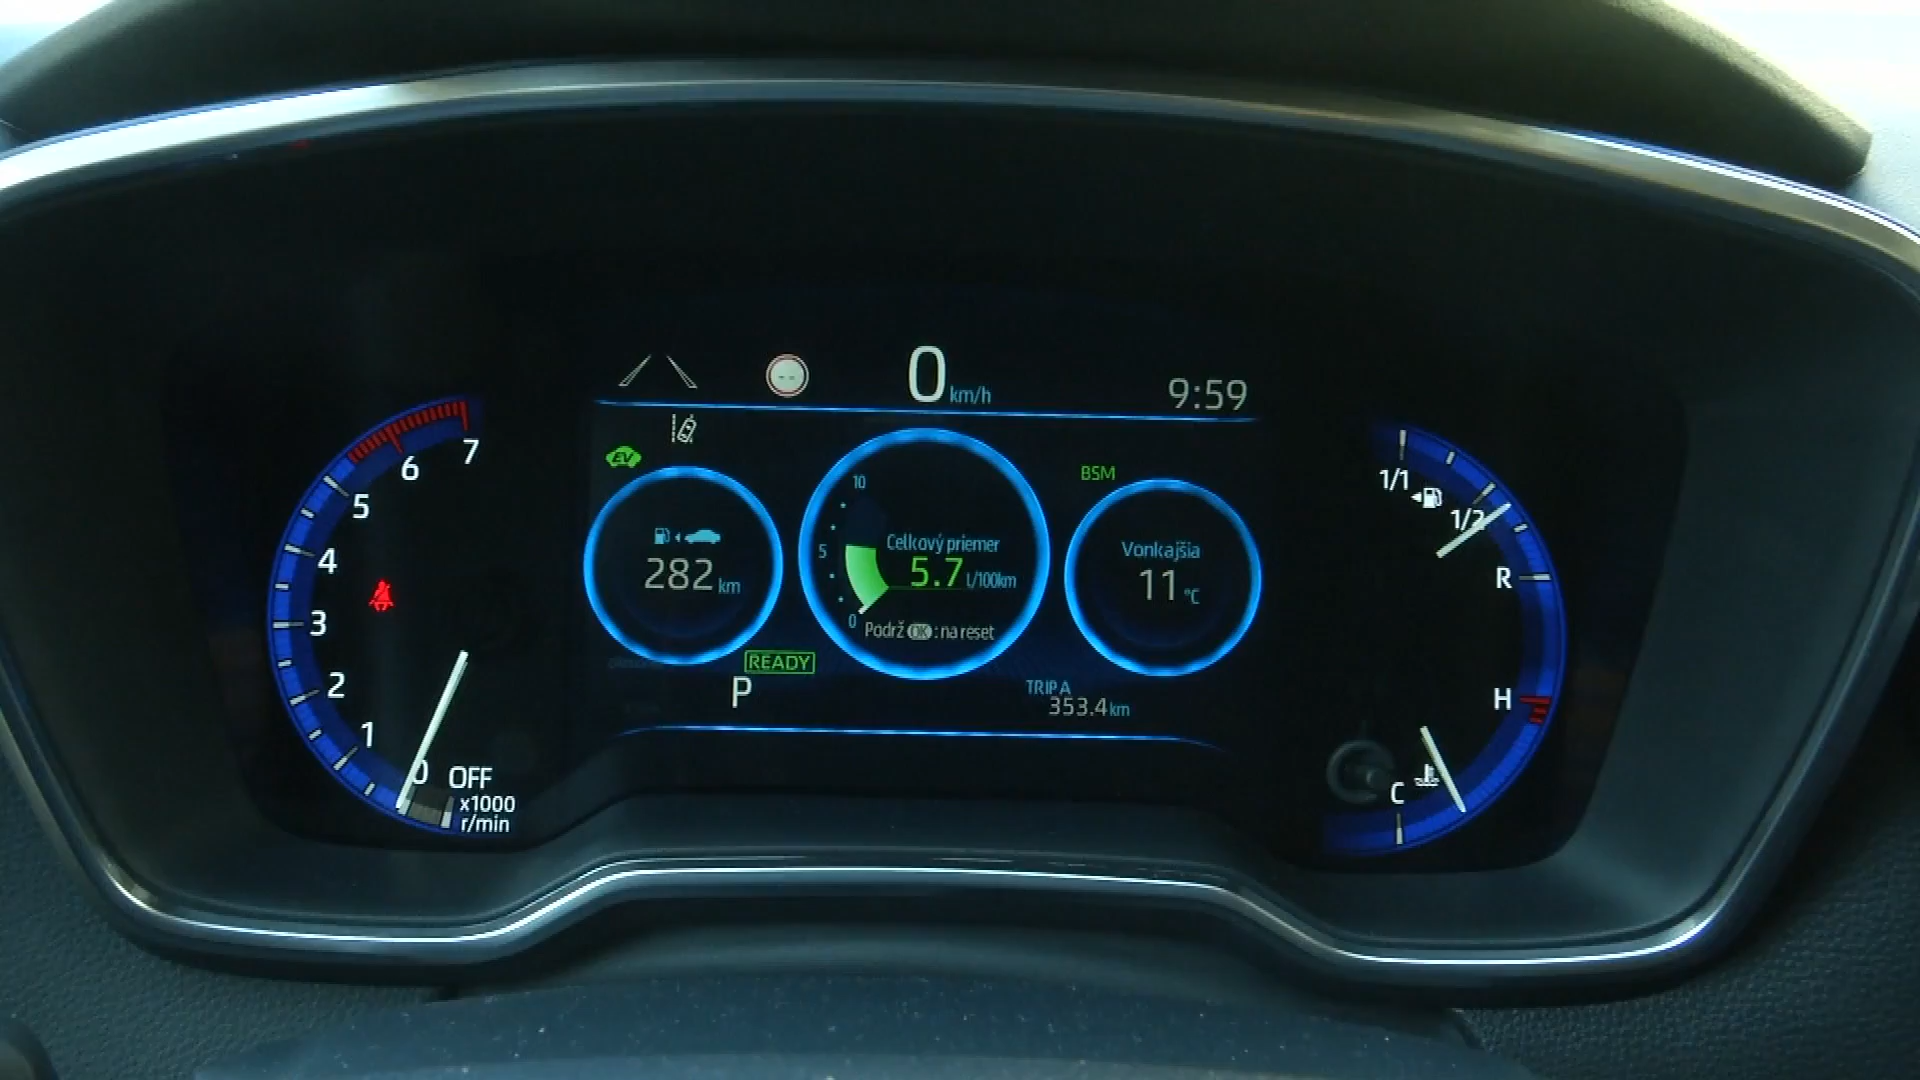 0 km/h
9:59
EV
BSM
7
6
5
4
3
2
1
0
OFF
x1000
r/min
282 km
10
5
0
Celkový priemer
5.7 L/100km
Podrž OK : na reset
Vonkajšia
11 °C
READY
P
TRIP A
353.4 km
1/1
1/2
R
H
C